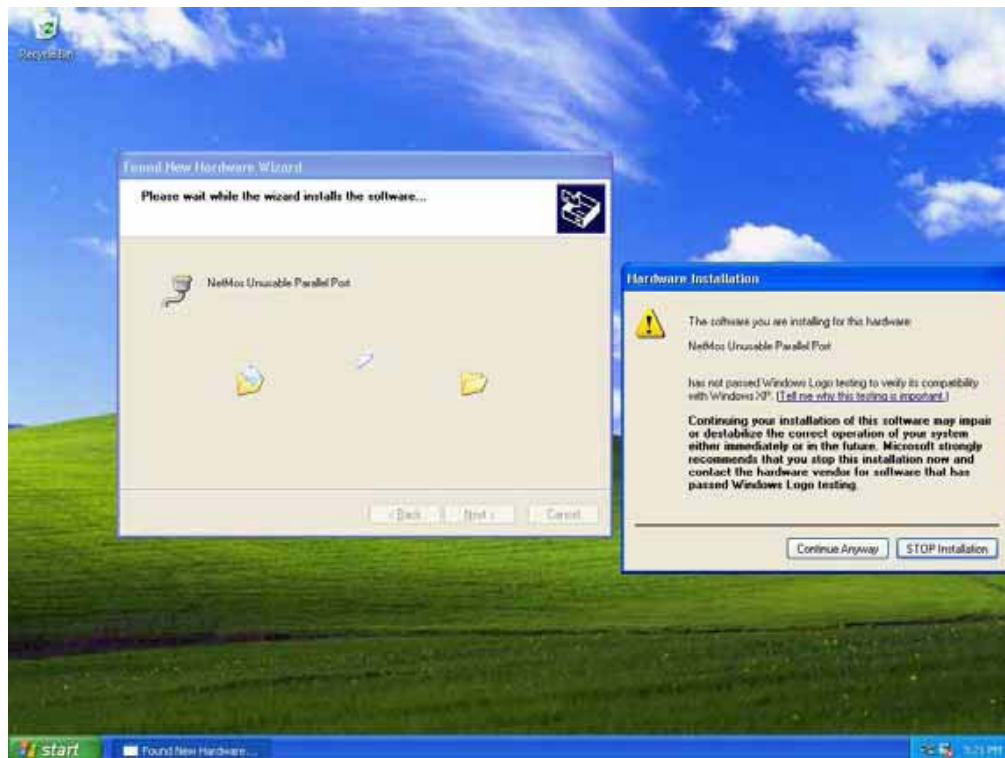 Recycle Bin
Found New Hardware Wizard
Please wait while the wizard installs the software...
NetMos Unusable Parallel Port
< Back
Next >
Cancel
Hardware Installation
The software you are installing for this hardware:
NetMos Unusable Parallel Port
has not passed Windows Logo testing to verify its compatibility
with Windows XP. (Tell me why this testing is important.)
Continuing your installation of this software may impair
or destabilize the correct operation of your system
either immediately or in the future. Microsoft strongly
recommends that you stop this installation now and
contact the hardware vendor for software that has
passed Windows Logo testing.
Continue Anyway
STOP Installation
start
Found New Hardware...